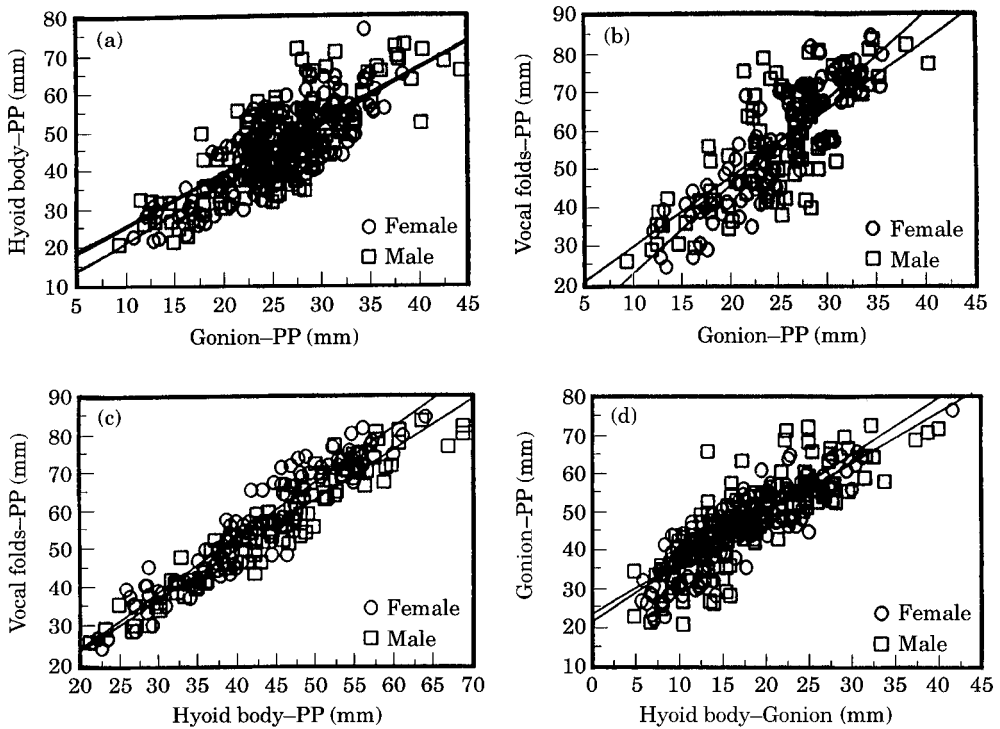 (a)
80
70
60
50
40
30
20
10
Hyoid body–PP (mm)
Female
Male
5 10 15 20 25 30 35 40 45
Gonion–PP (mm)
(b)
90
80
70
60
50
40
30
20
Vocal folds–PP (mm)
Female
Male
5 10 15 20 25 30 35 40 45
Gonion–PP (mm)
(c)
90
80
70
60
50
40
30
20
Vocal folds–PP (mm)
Female
Male
20 25 30 35 40 45 50 55 60 65 70
Hyoid body–PP (mm)
(d)
80
70
60
50
40
30
20
10
Gonion–PP (mm)
Female
Male
0 5 10 15 20 25 30 35 40 45
Hyoid body–Gonion (mm)